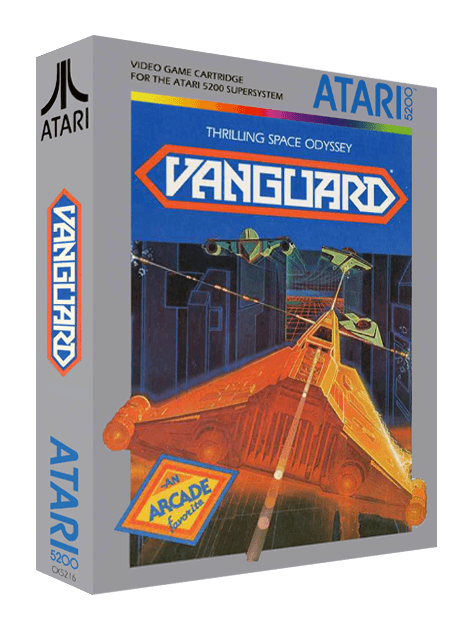 VIDEO GAME CARTRIDGE
FOR THE ATARI 5200 SUPERSYSTEM
ATARI 5200
THRILLING SPACE ODYSSEY
VANGUARD
AN
ARCADE
favorite
ATARI
VANGUARD
ATARI
5200
CX5216